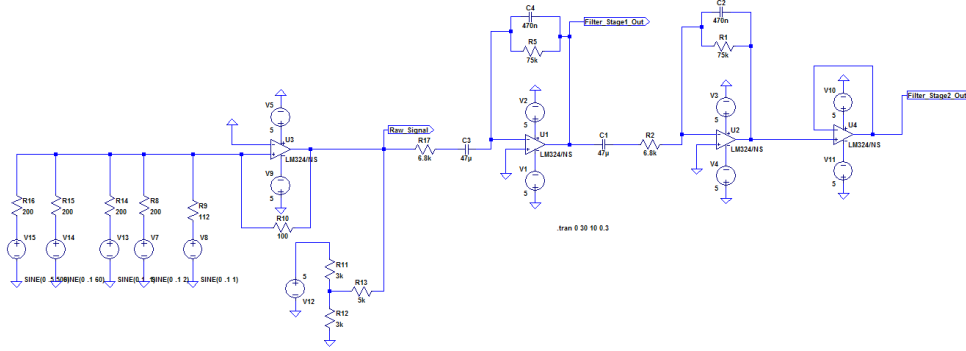 C4
470n
R5
75k
Filter_Stage1_Out
C2
470n
R1
75k
V5
5
U3
LM324/NS
V9
5
Raw_Signal
R17
6.8k
C3
47µ
V2
5
U1
LM324/NS
V1
5
C1
47µ
R2
6.8k
V3
5
U2
LM324/NS
V4
5
V10
5
U4
LM324/NS
V11
5
Filter_Stage2_Out
R16
200
R15
200
R14
200
R8
200
R9
112
R10
100
V15
V14
V13
V7
V8
SINE(0 .1 60)
SINE(0 .1 1)
5
V12
R11
3k
R13
5k
R12
3k
.tran 0 30 10 0.3